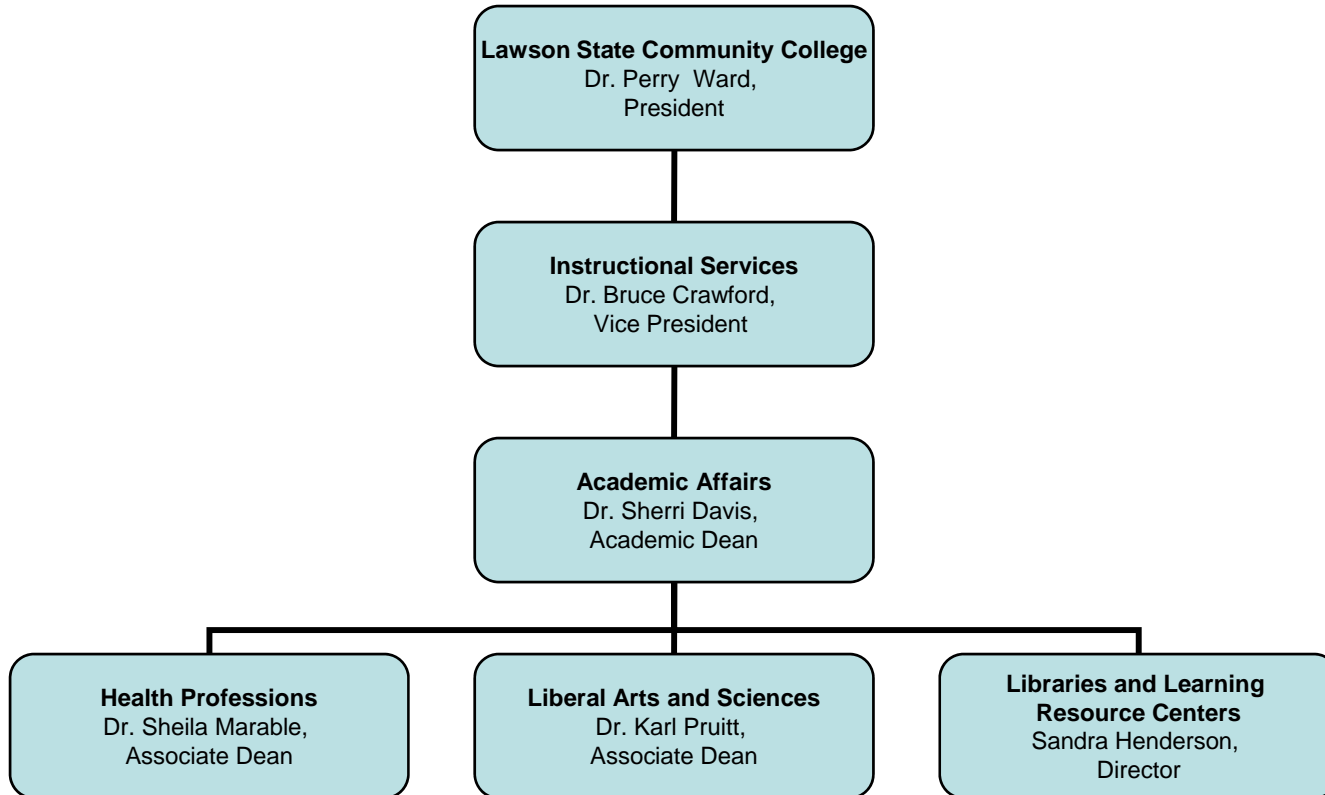 Lawson State Community College
Dr. Perry  Ward,
President
Instructional Services
Dr. Bruce Crawford,
Vice President
Academic Affairs
Dr. Sherri Davis,
Academic Dean
Health Professions
Dr. Sheila Marable,
Associate Dean
Liberal Arts and Sciences
Dr. Karl Pruitt,
Associate Dean
Libraries and Learning
Resource Centers
Sandra Henderson,
Director